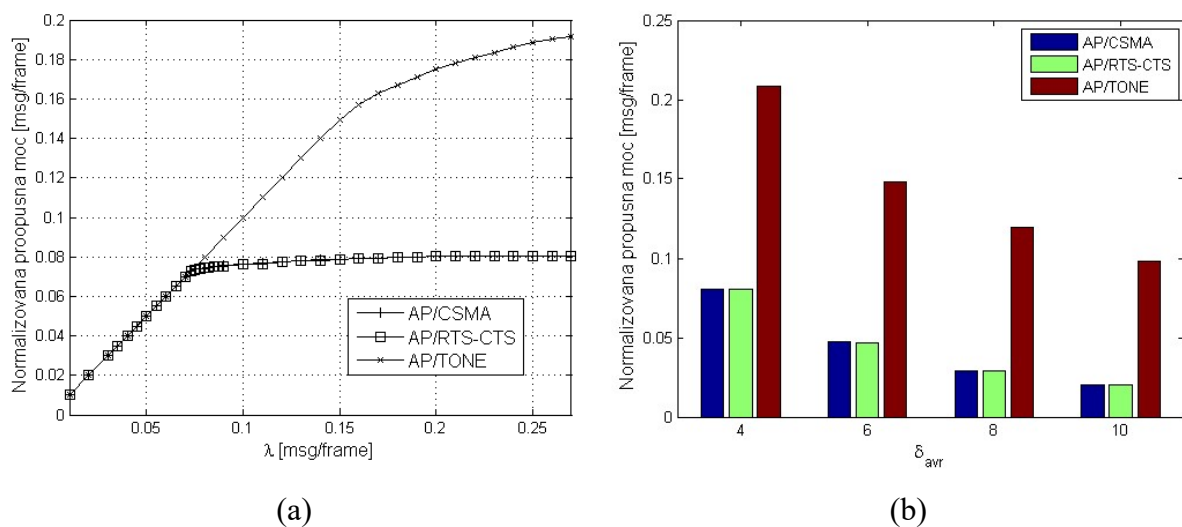 Normalizovana proopusna moc [msg/frame]
0.2
0.18
0.16
0.14
0.12
0.1
0.08
0.06
0.04
0.02
0
0.05
0.1
0.15
0.2
0.25
λ [msg/frame]
AP/CSMA
AP/RTS-CTS
AP/TONE
(a)
Normalizovana propusna moc [msg/frame]
0.25
0.2
0.15
0.1
0.05
0
4
6
8
10
δavr
AP/CSMA
AP/RTS-CTS
AP/TONE
(b)